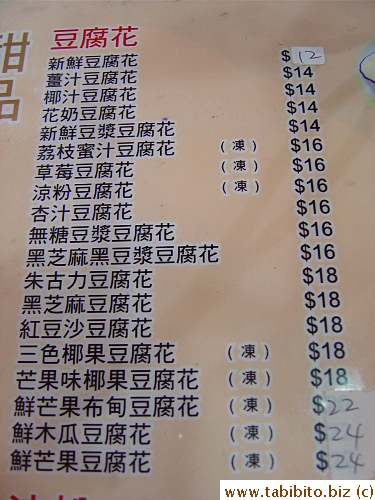 甜品
豆腐花
新鮮豆腐花 $12
薑汁豆腐花 $14
椰汁豆腐花 $14
花奶豆腐花 $14
新鮮豆漿豆腐花 $14
荔枝蜜汁豆腐花 (凍) $16
草莓豆腐花 (凍) $16
涼粉豆腐花 (凍) $16
杏汁豆腐花 $16
無糖豆漿豆腐花 $16
黑芝麻黑豆漿豆腐花 $16
朱古力豆腐花 $18
黑芝麻豆腐花 $18
紅豆沙豆腐花 $18
三色椰果豆腐花 (凍) $18
芒果味椰果豆腐花 (凍) $18
鮮芒果布甸豆腐花 (凍) $22
鮮木瓜豆腐花 (凍) $24
鮮芒果豆腐花 (凍) $24
www.tabibito.biz (c)